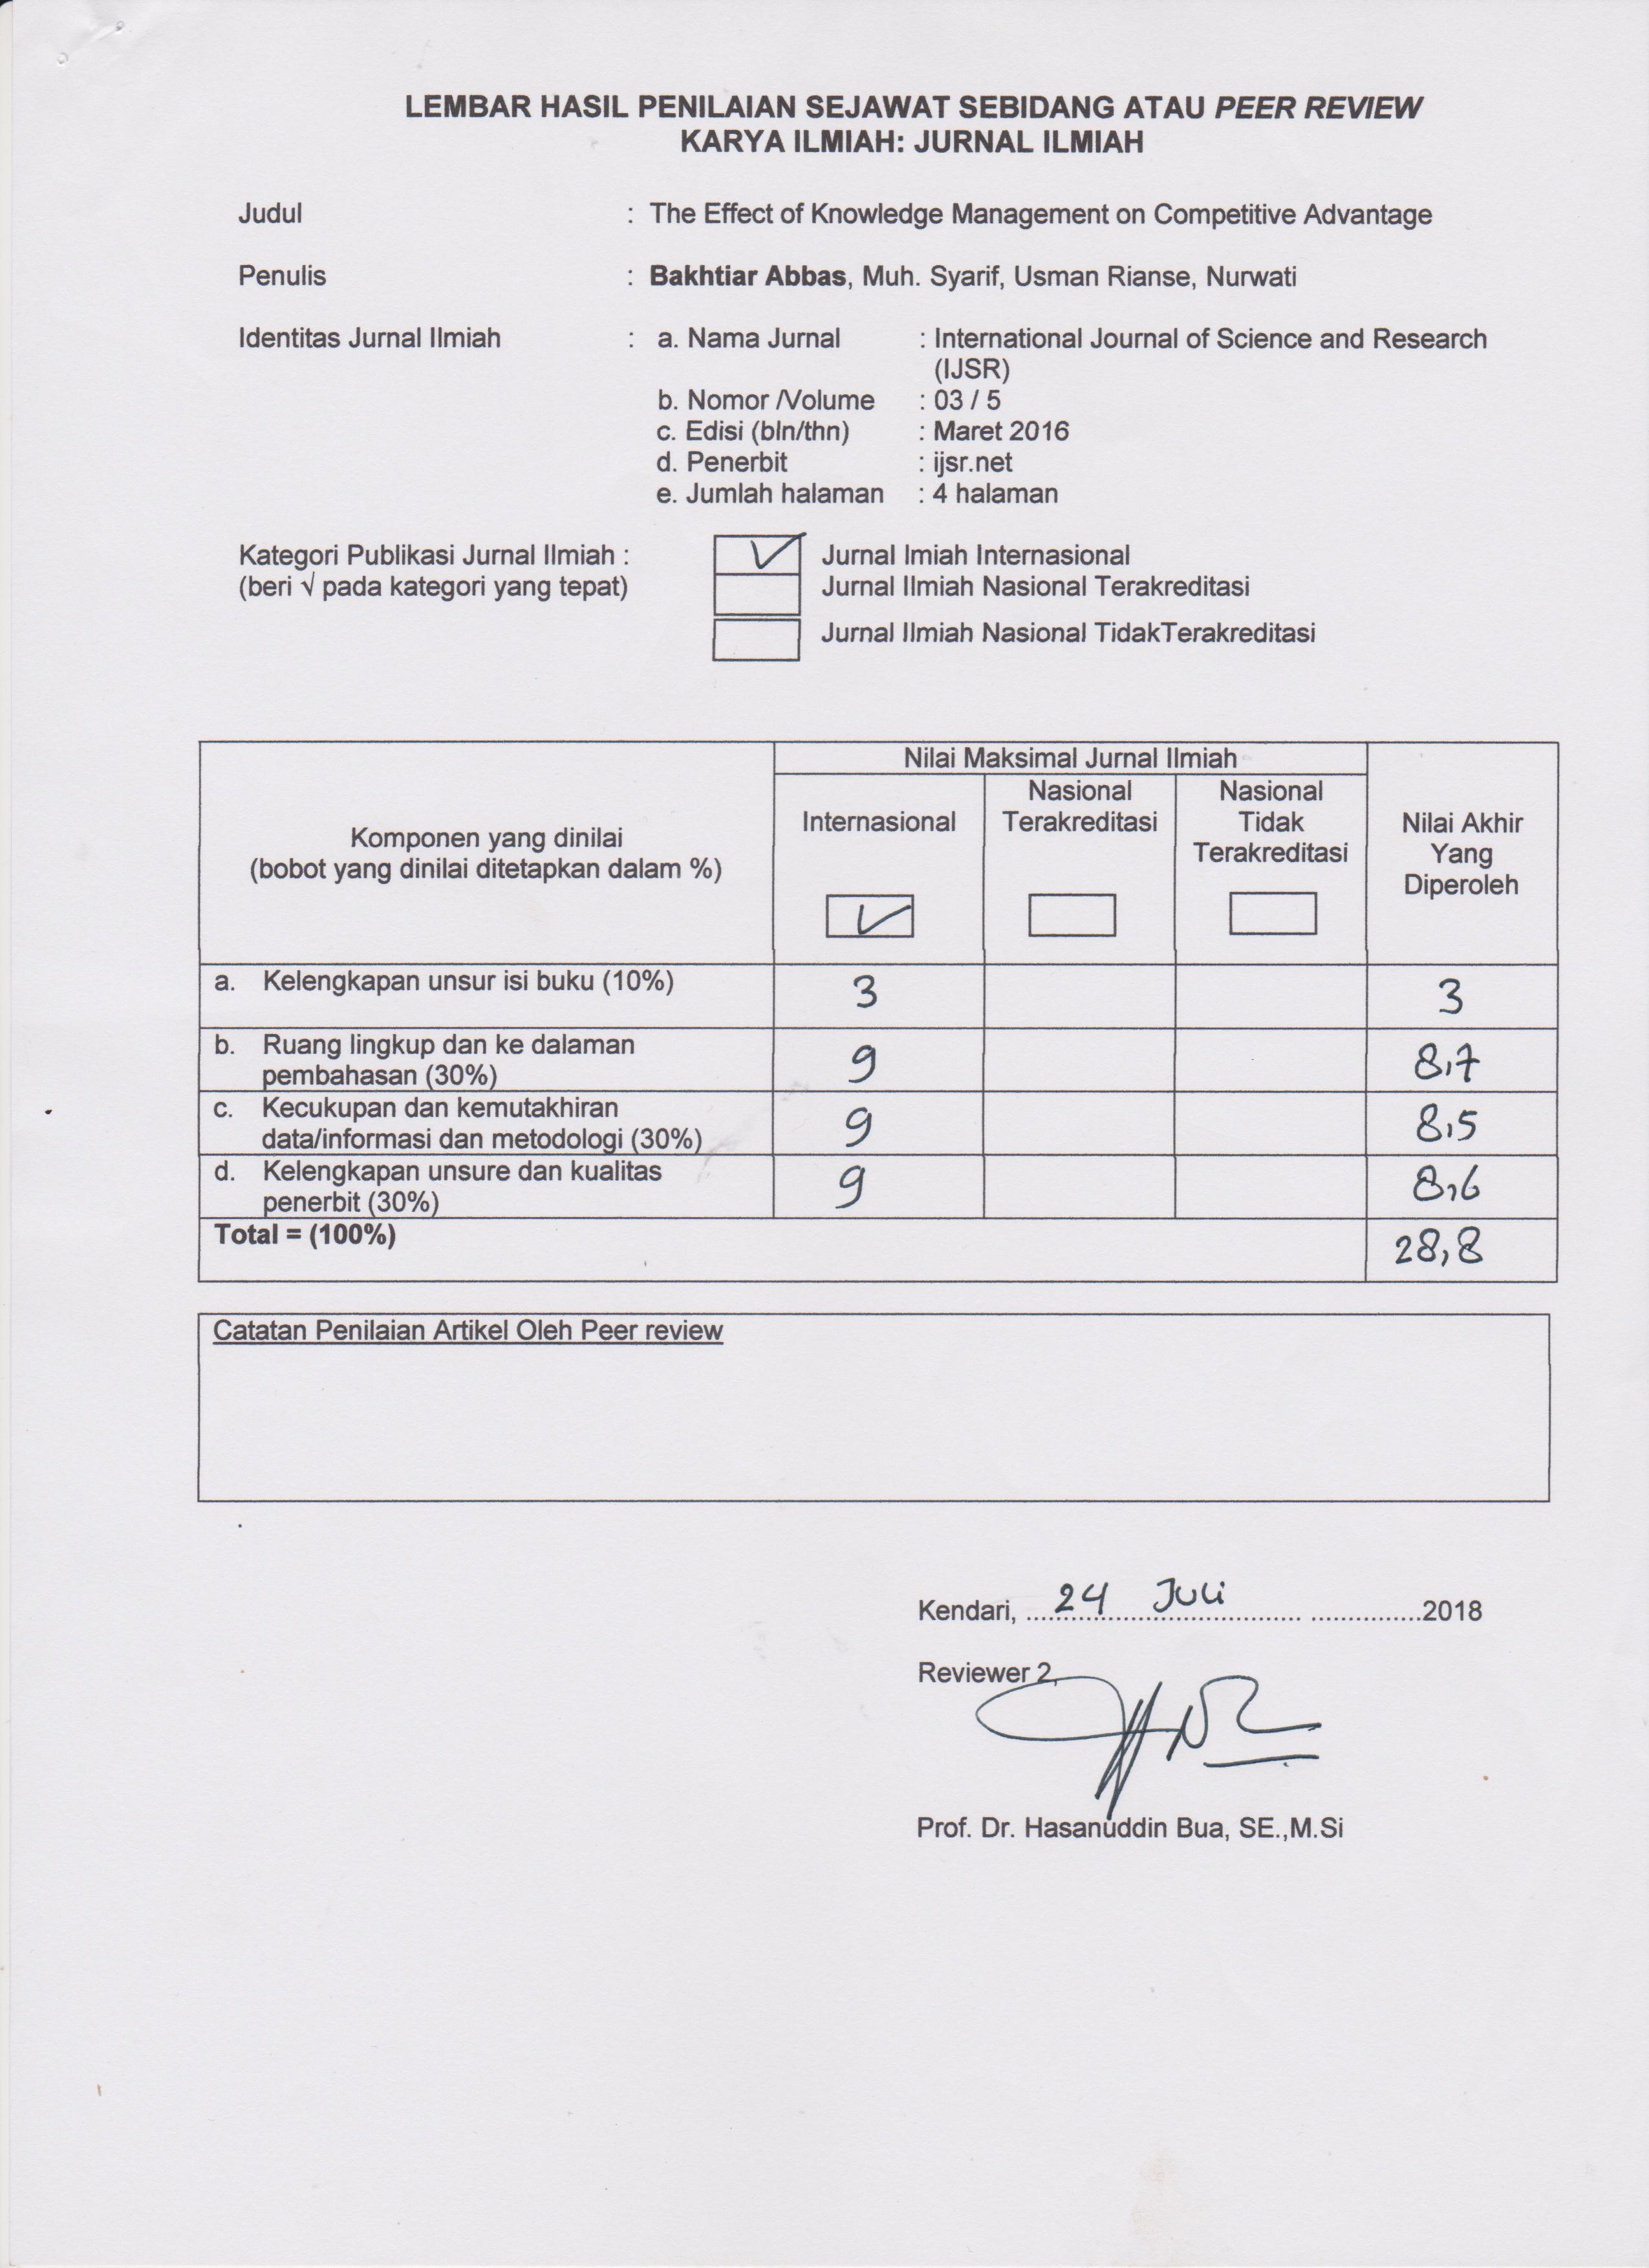 LEMBAR HASIL PENILAIAN SEJAWAT SEBIDANG ATAU PEER REVIEW
KARYA ILMIAH: JURNAL ILMIAH
Judul : The Effect of Knowledge Management on Competitive Advantage
Penulis : Bakhtiar Abbas, Muh. Syarif, Usman Rianse, Nurwati
Identitas Jurnal Ilmiah : a. Nama Jurnal : International Journal of Science and Research
(IJSR)
b. Nomor /Volume : 03 / 5
c. Edisi (bln/thn) : Maret 2016
d. Penerbit : ijsr.net
e. Jumlah halaman : 4 halaman
Kategori Publikasi Jurnal Ilmiah : ✓ Jurnal Imiah Internasional
(beri √ pada kategori yang tepat) Jurnal Ilmiah Nasional Terakreditasi
Jurnal Ilmiah Nasional TidakTerakreditasi
Komponen yang dinilai
(bobot yang dinilai ditetapkan dalam %)
Nilai Maksimal Jurnal Ilmiah
Internasional
✓
Nasional
Terakreditasi
Nasional
Tidak
Terakreditasi
Nilai Akhir
Yang
Diperoleh
a. Kelengkapan unsur isi buku (10%) 3 3
b. Ruang lingkup dan ke dalaman
pembahasan (30%) 9 8,7
c. Kecukupan dan kemutakhiran
data/informasi dan metodologi (30%) 9 8,5
d. Kelengkapan unsure dan kualitas
penerbit (30%) 9 8,6
Total = (100%) 28,8
Catatan Penilaian Artikel Oleh Peer review
Kendari, ...24 Juli... ...............2018
Reviewer 2,
Prof. Dr. Hasanuddin Bua, SE.,M.Si